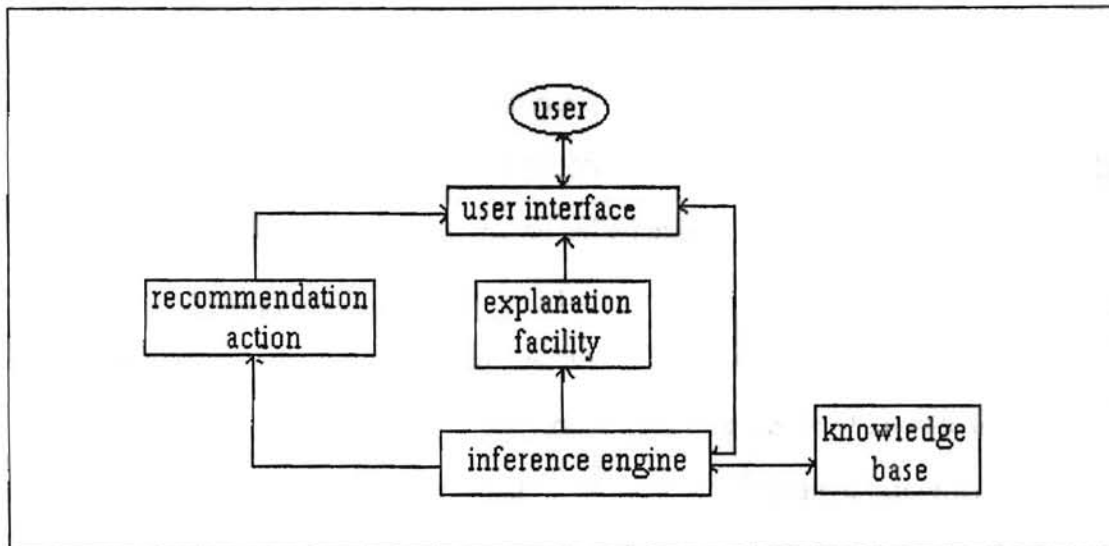 user
user interface
recommendation
action
explanation
facility
inference engine
knowledge
base